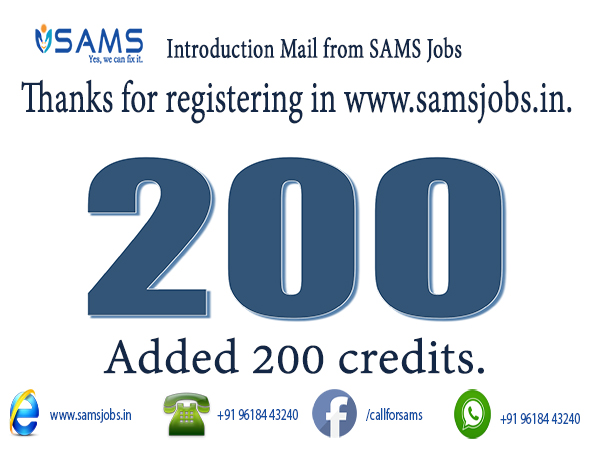 SAMS
Yes, we can fix it.
Introduction Mail from SAMS Jobs
Thanks for registering in www.samsjobs.in.
200
Added 200 credits.
www.samsjobs.in
+91 96184 43240
/callforsams
+91 96184 43240